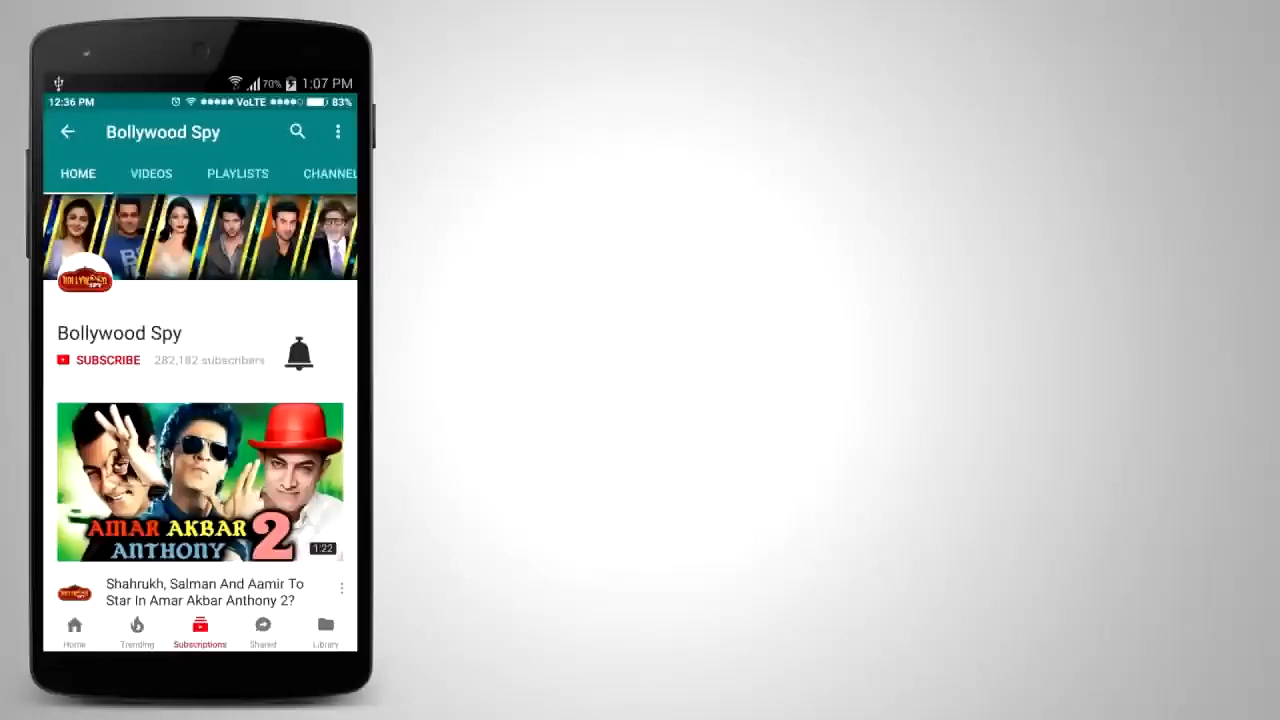 70% 1:07 PM
12:36 PM VoLTE 83%
Bollywood Spy
HOME VIDEOS PLAYLISTS CHANNEL
BOLLYWOOD
SPY
Bollywood Spy
SUBSCRIBE 282,182 subscribers
AMAR AKBAR
ANTHONY 2
1:22
Shahrukh, Salman And Aamir To
Star In Amar Akbar Anthony 2?
Home Trending Subscriptions Shared Library